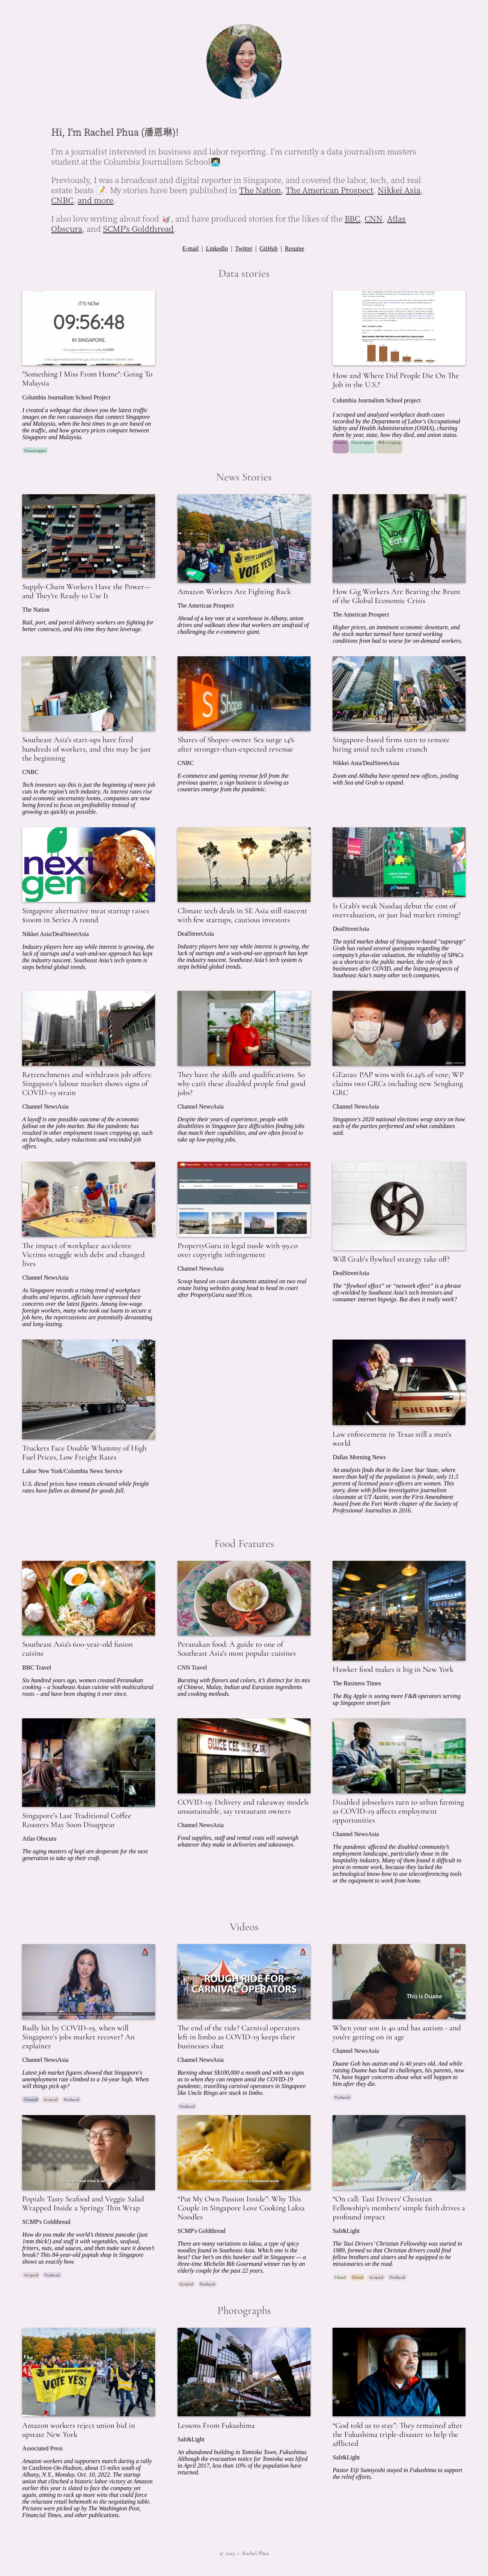 Hi, I'm Rachel Phua (潘恩琳)!
I'm a journalist interested in business and labor reporting. I'm currently a data journalism masters
student at the Columbia Journalism School👩🏻‍💻
Previously, I was a broadcast and digital reporter in Singapore, and covered the labor, tech, and real
estate beats 📝. My stories have been published in The Nation, The American Prospect, Nikkei Asia,
CNBC, and more.
I also love writing about food 🥡, and have produced stories for the likes of the BBC, CNN, Atlas
Obscura, and SCMP's Goldthread.
E-mail | LinkedIn | Twitter | GitHub | Resume
Data stories
IT'S NOW
09:56:48
IN SINGAPORE.
"Something I Miss From Home": Going To
Malaysia
Columbia Journalism School Project
I created a webpage that shows you the latest traffic
images on the two causeways that connect Singapore
and Malaysia, when the best times to go are based on
the traffic, and how grocery prices compare between
Singapore and Malaysia.
How and Where Did People Die On The
Job in the U.S.?
Columbia Journalism School project
I scraped and analyzed workplace death cases
recorded by the Department of Labor's Occupational
Safety and Health Administration (OSHA), charting
them by year, state, how they died, and union status.
Web scraping
News Stories
Supply-Chain Workers Have the Power—
and They're Ready to Use It
The Nation
Rail, port, and parcel delivery workers are fighting for
better contracts, and this time they have leverage.
VOTE YES!
Amazon Workers Are Fighting Back
The American Prospect
Ahead of a key vote at a warehouse in Albany, union
drives and walkouts show that workers are unafraid of
challenging the e-commerce giant.
Uber
Eats
How Gig Workers Are Bearing the Brunt
of the Global Economic Crisis
The American Prospect
Higher prices, an imminent economic downturn, and
the stock market turmoil have turned working
conditions from bad to worse for on-demand workers.
Southeast Asia's start-ups have fired
hundreds of workers, and this may be just
the beginning
CNBC
Tech investors say this is just the beginning of more job
cuts in the region's tech industry. As interest rates rise
and economic uncertainty looms, companies are now
being forced to focus on profitability instead of
growing as quickly as possible.
Shopee
Shares of Shopee-owner Sea surge 14%
after stronger-than-expected revenue
CNBC
E-commerce and gaming revenue fell from the
previous quarter, a sign business is slowing as
countries emerge from the pandemic.
Singapore-based firms turn to remote
hiring amid tech talent crunch
Nikkei Asia/DealStreetAsia
Zoom and Alibaba have opened new offices, jostling
with Sea and Grab to expand.
next
gen
Singapore alternative meat startup raises
$100m in Series A round
Nikkei Asia/DealStreetAsia
Industry players here say while interest is growing, the
lack of startups and a wait-and-see approach has kept
the industry nascent. Southeast Asia's tech system is
steps behind global trends.
Climate tech deals in SE Asia still nascent
with few startups, cautious investors
DealStreetAsia
Industry players here say while interest is growing, the
lack of startups and a wait-and-see approach has kept
the industry nascent. Southeast Asia's tech system is
steps behind global trends.
Nasdaq
Is Grab's weak Nasdaq debut the cost of
overvaluation, or just bad market timing?
DealStreetAsia
The tepid market debut of Singapore-based "superapp"
Grab has raised several questions regarding the
company's plus-size valuation, the reliability of SPACs
as a shortcut to the public market, the role of tech
businesses after COVID, and the listing prospects of
Southeast Asia's many other tech companies.
Retrenchments and withdrawn job offers:
Singapore's labour market shows signs of
COVID-19 strain
Channel NewsAsia
A layoff is one possible outcome of the economic
fallout on the jobs market. But the pandemic has
resulted in other employment issues cropping up, such
as furloughs, salary reductions and rescinded job
offers.
They have the skills and qualifications. So
why can't these disabled people find good
jobs?
Channel NewsAsia
Despite their years of experience, people with
disabilities in Singapore face difficulties finding jobs
that match their capabilities, and are often forced to
take up low-paying jobs.
GE2020: PAP wins with 61.24% of vote; WP
claims two GRCs including new Sengkang
GRC
Channel NewsAsia
Singapore's 2020 national elections wrap story on how
each of the parties performed and what candidates
said.
The impact of workplace accidents:
Victims struggle with debt and changed
lives
Channel NewsAsia
As Singapore records a rising trend of workplace
deaths and injuries, officials have expressed their
concerns over the latest figures. Among low-wage
foreign workers, many who took out loans to secure a
job here, the repercussions are potentially devastating
and long-lasting.
PropertyGuru in legal tussle with 99.co
over copyright infringement
Channel NewsAsia
Scoop based on court documents attained on two real
estate listing websites going head to head in court
after PropertyGuru sued 99.co.
Will Grab's flywheel strategy take off?
DealStreetAsia
The “flywheel effect” or “network effect” is a phrase
oft-wielded by Southeast Asia's tech investors and
consumer internet bigwigs. But does it really work?
Truckers Face Double Whammy of High
Fuel Prices, Low Freight Rates
Labor New York/Columbia News Service
U.S. diesel prices have remain elevated while freight
rates have fallen as demand for goods fall.
SHERIFF
Law enforcement in Texas still a man's
world
Dallas Morning News
An analysis finds that in the Lone Star State, where
more than half of the population is female, only 11.5
percent of licensed peace officers are women. This
story, done with fellow investigative journalism
classmate at UT Austin, won the First Amendment
Award from the Fort Worth chapter of the Society of
Professional Journalists in 2016.
Food Features
Southeast Asia's 600-year-old fusion
cuisine
BBC Travel
Six hundred years ago, women created Peranakan
cooking – a Southeast Asian cuisine with multicultural
roots – and have been shaping it ever since.
Peranakan food: A guide to one of
Southeast Asia's most popular cuisines
CNN Travel
Bursting with flavors and colors, it's distinct for its mix
of Chinese, Malay, Indian and Eurasian ingredients
and cooking methods.
Hawker food makes it big in New York
The Business Times
The Big Apple is seeing more F&B operators serving
up Singapore street fare
Singapore's Last Traditional Coffee
Roasters May Soon Disappear
Atlas Obscura
The aging masters of kopi are desperate for the next
generation to take up their craft.
GUIKEE
COVID-19: Delivery and takeaway models
unsustainable, say restaurant owners
Channel NewsAsia
Food supplies, staff and rental costs will outweigh
whatever they make in deliveries and takeaways.
Disabled jobseekers turn to urban farming
as COVID-19 affects employment
opportunities
Channel NewsAsia
The pandemic affected the disabled community's
employment landscape, particularly those in the
hospitality industry. Many of them found it difficult to
pivot to remote work, because they lacked the
technological know-how to use teleconferencing tools
or the equipment to work from home.
Videos
Badly hit by COVID-19, when will
Singapore's jobs market recover? An
explainer
Channel NewsAsia
Latest job market figures showed that Singapore's
unemployment rate climbed to a 16-year high. When
will things pick up?
Scripted Produced
ROUGH RIDE FOR
CARNIVAL OPERATORS
The end of the ride? Carnival operators
left in limbo as COVID-19 keeps their
businesses shut
Channel NewsAsia
Burning about S$100,000 a month and with no signs
as to when they can reopen amid the COVID-19
pandemic, travelling carnival operators in Singapore
like Uncle Ringo are stuck in limbo.
Produced
This is Duane
When your son is 40 and has autism - and
you're getting on in age
Channel NewsAsia
Duane Goh has autism and is 40 years old. And while
raising Duane has had its challenges, his parents, now
74, have bigger concerns about what will happen to
him after they die.
Produced
Popiah: Tasty Seafood and Veggie Salad
Wrapped Inside a Springy Thin Wrap
SCMP's Goldthread
How do you make the world's thinnest pancake (just
1mm thick!) and stuff it with vegetables, seafood,
fritters, nuts, and sauces, and then make sure it doesn't
break? This 84-year-old popiah shop in Singapore
shows us exactly how.
Scripted Produced
“Put My Own Passion Inside”: Why This
Couple in Singapore Love Cooking Laksa
Noodles
SCMP's Goldthread
There are many variations to laksa, a type of spicy
noodles found in Southeast Asia. Which one is the
best? Our bet's on this hawker stall in Singapore — a
three-time Michelin Bib Gourmand winner run by an
elderly couple for the past 22 years.
Scripted Produced
“On call: Taxi Drivers' Christian
Fellowship's members' simple faith drives a
profound impact
Salt&Light
The Taxi Drivers' Christian Fellowship was started in
1989, formed so that Christian drivers could find
fellow brothers and sisters and be equipped to be
missionaries on the road.
Filmed Edited Scripted Produced
Photographs
VOTE YES!
Amazon workers reject union bid in
upstate New York
Associated Press
Amazon workers and supporters march during a rally
in Castleton-On-Hudson, about 15 miles south of
Albany, N.Y., Monday, Oct. 10, 2022. The startup
union that clinched a historic labor victory at Amazon
earlier this year is slated to face the company yet
again, aiming to rack up more wins that could force
the reluctant retail behemoth to the negotiating table.
Pictures were picked up by The Washington Post,
Financial Times, and other publications.
Lessons From Fukushima
Salt&Light
An abandoned building in Tomioka Town, Fukushima.
Although the evacuation notice for Tomioka was lifted
in April 2017, less than 10% of the population have
returned.
“God told us to stay”: They remained after
the Fukushima triple-disaster to help the
afflicted
Salt&Light
Pastor Eiji Sumiyoshi stayed in Fukushima to support
the relief efforts.
© 2023 — Rachel Phua